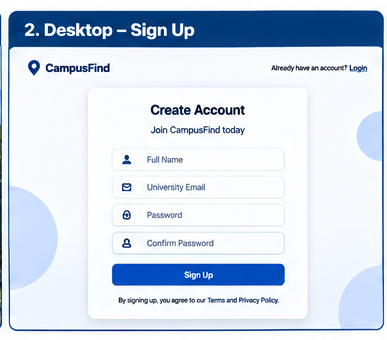 2. Desktop – Sign Up
CampusFind
Already have an account? Login
Create Account
Join CampusFind today
Full Name
University Email
Password
Confirm Password
Sign Up
By signing up, you agree to our Terms and Privacy Policy.